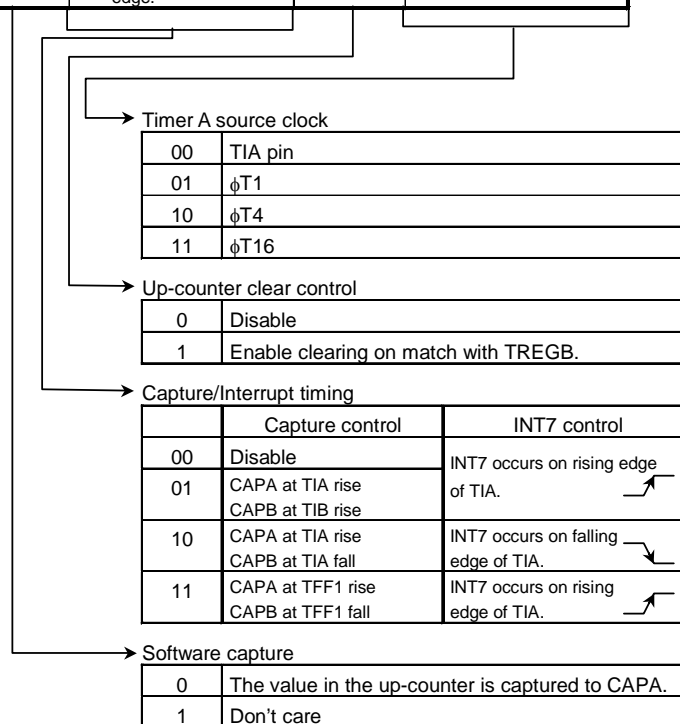 edge.
Timer A source clock
00 TIA pin
01 ϕT1
10 ϕT4
11 ϕT16
Up-counter clear control
0 Disable
1 Enable clearing on match with TREGB.
Capture/Interrupt timing
Capture control INT7 control
00 Disable INT7 occurs on rising edge
01 CAPA at TIA rise of TIA.
CAPB at TIB rise
10 CAPA at TIA rise INT7 occurs on falling
CAPB at TIA fall edge of TIA.
11 CAPA at TFF1 rise INT7 occurs on rising
CAPB at TFF1 fall edge of TIA.
Software capture
0 The value in the up-counter is captured to CAPA.
1 Don't care